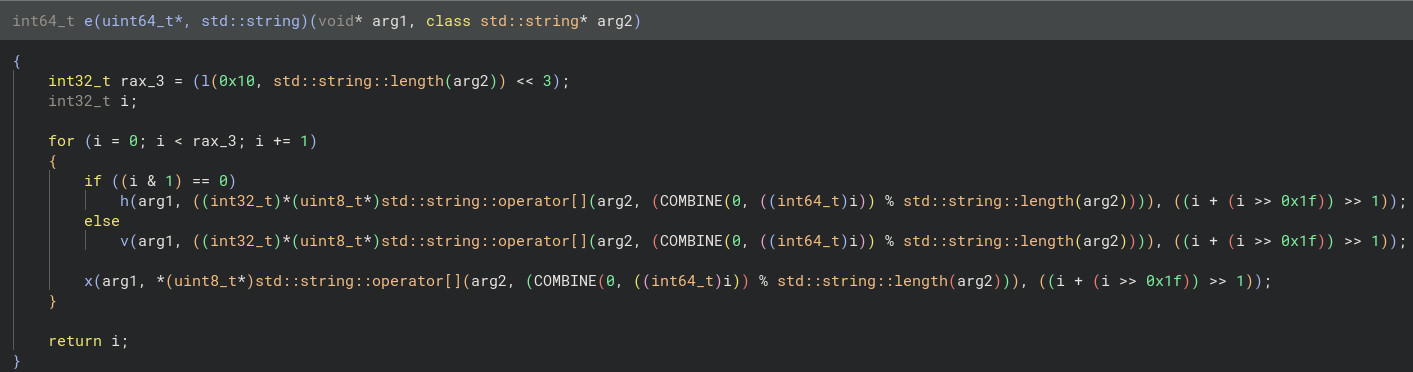 int64_t e(uint64_t*, std::string)(void* arg1, class std::string* arg2)
{
    int32_t rax_3 = (l(0x10, std::string::length(arg2)) << 3);
    int32_t i;
    for (i = 0; i < rax_3; i += 1)
    {
        if ((i & 1) == 0)
            h(arg1, ((int32_t)*(uint8_t*)std::string::operator[](arg2, (COMBINE(0, ((int64_t)i)) % std::string::length(arg2)))), ((i + (i >> 0x1f)) >> 1));
        else
            v(arg1, ((int32_t)*(uint8_t*)std::string::operator[](arg2, (COMBINE(0, ((int64_t)i)) % std::string::length(arg2)))), ((i + (i >> 0x1f)) >> 1));
        x(arg1, *(uint8_t*)std::string::operator[](arg2, (COMBINE(0, ((int64_t)i)) % std::string::length(arg2))), ((i + (i >> 0x1f)) >> 1));
    }
    return i;
}